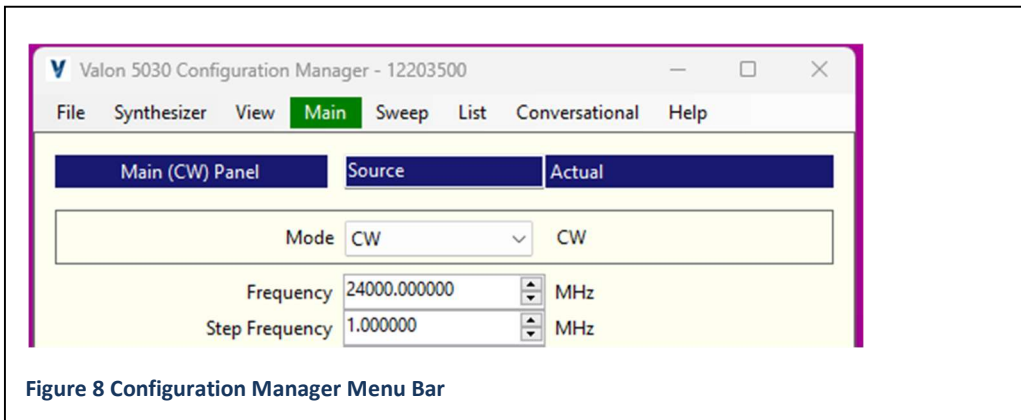 Valon 5030 Configuration Manager - 12203500
File Synthesizer View Main Sweep List Conversational Help
Main (CW) Panel Source Actual
Mode CW CW
Frequency 24000.000000 MHz
Step Frequency 1.000000 MHz
Figure 8 Configuration Manager Menu Bar